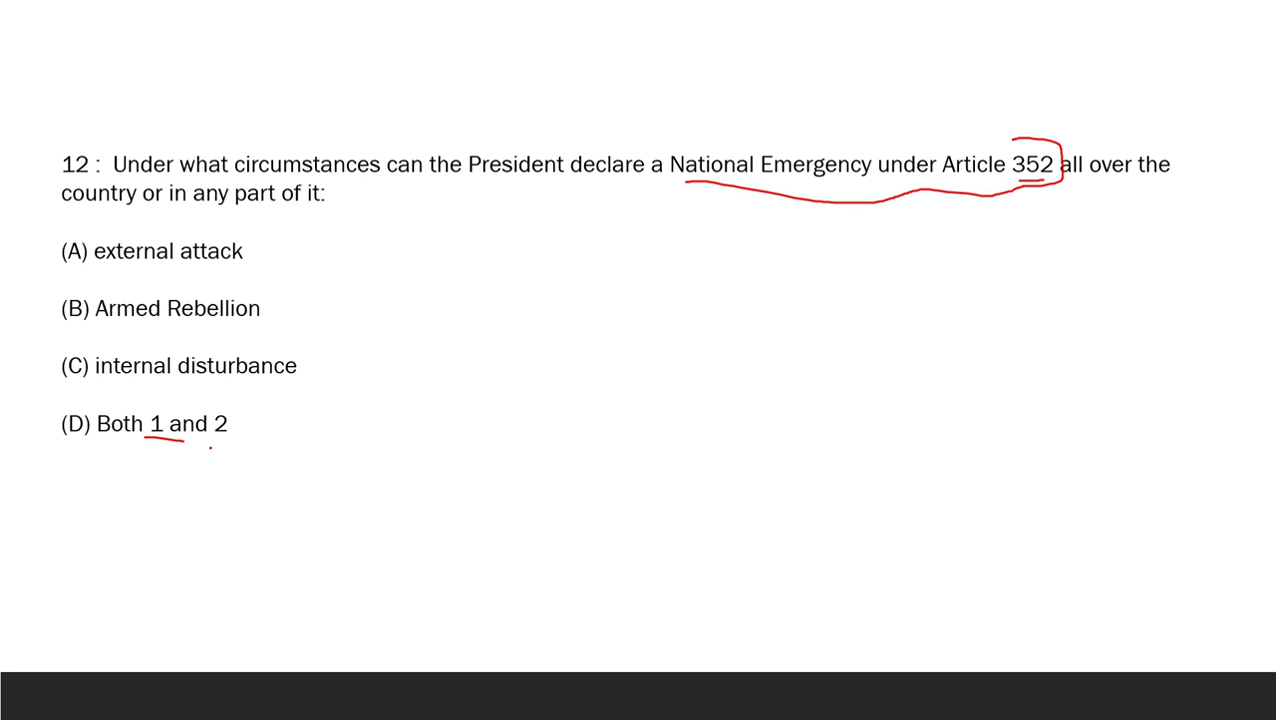 12 : Under what circumstances can the President declare a National Emergency under Article 352 all over the
country or in any part of it:
(A) external attack
(B) Armed Rebellion
(C) internal disturbance
(D) Both 1 and 2